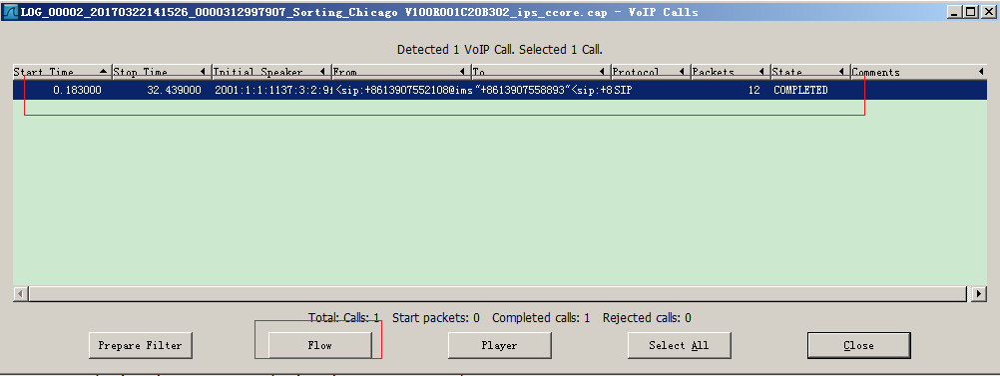 LOG_00002_20170322141526_0000312997907_Sorting_Chicago V100R001C20B302_ips_ccore.cap - VoIP Calls
Detected 1 VoIP Call. Selected 1 Call.
Start Time Stop Time Initial Speaker From To Protocol Packets State Comments
0.183000 32.439000 2001:1:1:1137:3:2:9: <sip:+8613907552108@ims "+8613907558893"<sip:+8 SIP 12 COMPLETED
Total: Calls: 1 Start packets: 0 Completed calls: 1 Rejected calls: 0
Prepare Filter Flow Player Select All Close